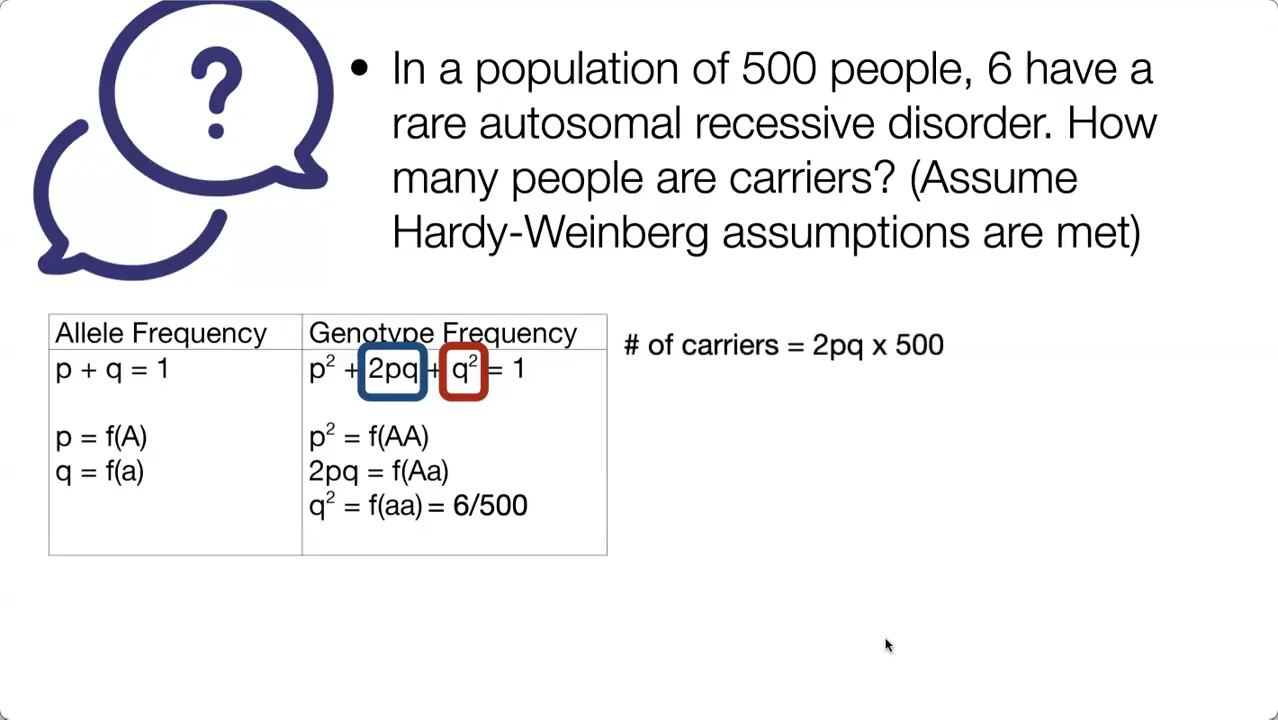 ?
• In a population of 500 people, 6 have a
rare autosomal recessive disorder. How
many people are carriers? (Assume
Hardy-Weinberg assumptions are met)
Allele Frequency
p + q = 1
p = f(A)
q = f(a)
Genotype Frequency
p² + 2pq + q² = 1
p² = f(AA)
2pq = f(Aa)
q² = f(aa) = 6/500
# of carriers = 2pq x 500